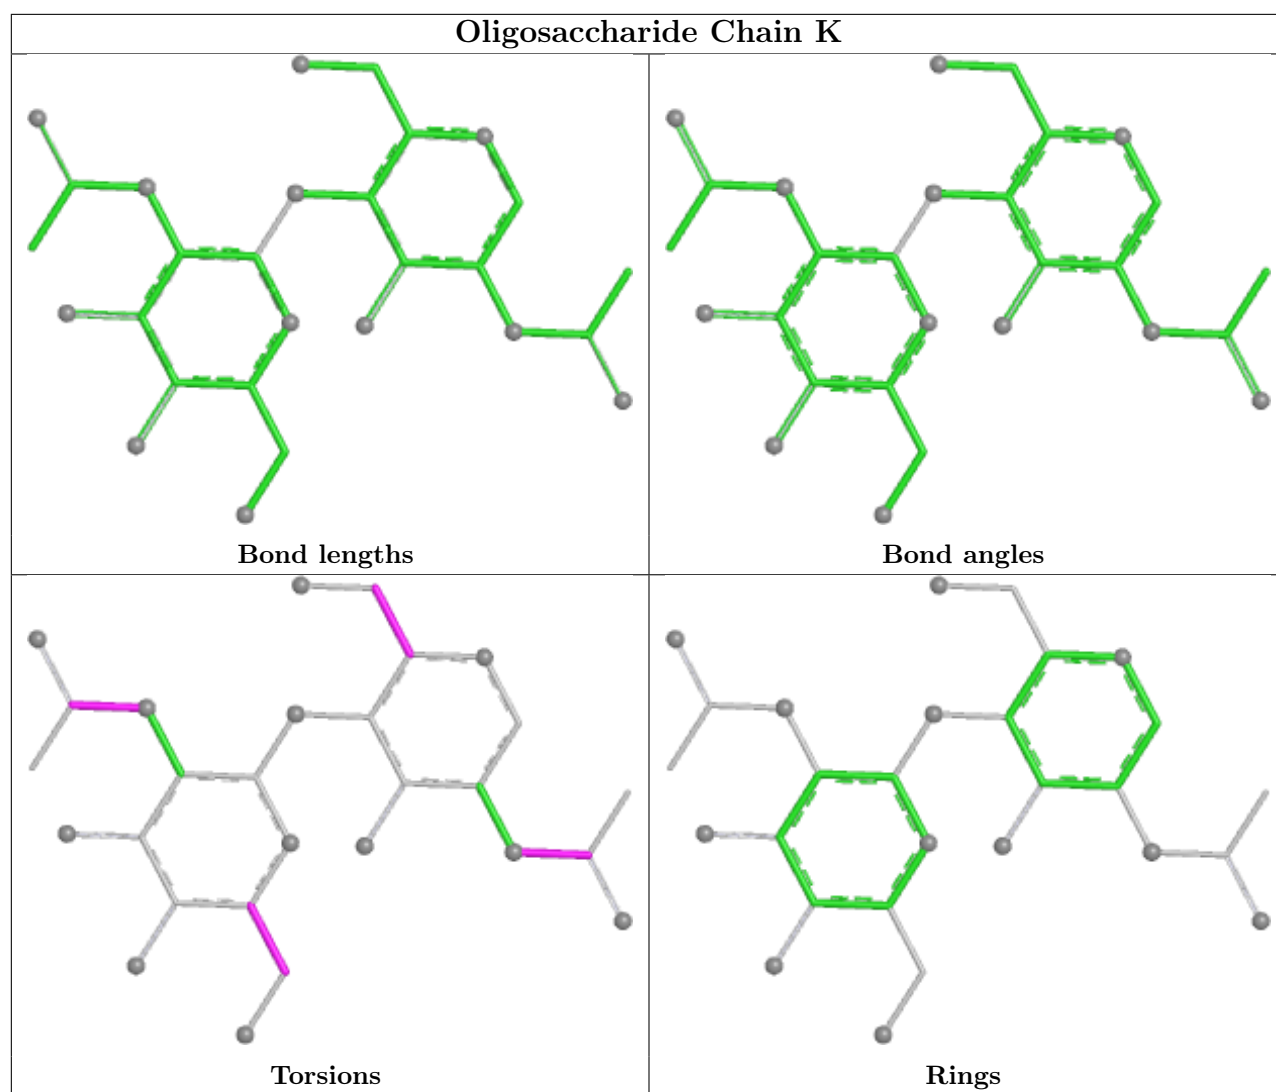 Oligosaccharide Chain K
Bond lengths
Bond angles
Torsions
Rings